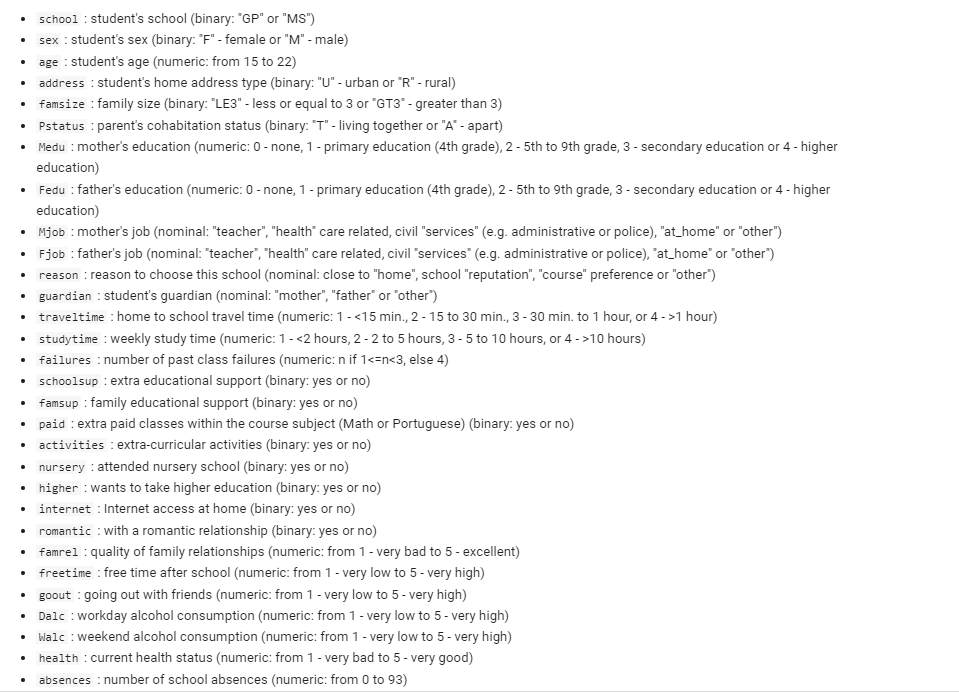 • school : student's school (binary: "GP" or "MS")
• sex : student's sex (binary: "F" - female or "M" - male)
• age : student's age (numeric: from 15 to 22)
• address : student's home address type (binary: "U" - urban or "R" - rural)
• famsize : family size (binary: "LE3" - less or equal to 3 or "GT3" - greater than 3)
• Pstatus : parent's cohabitation status (binary: "T" - living together or "A" - apart)
• Medu : mother's education (numeric: 0 - none, 1 - primary education (4th grade), 2 - 5th to 9th grade, 3 - secondary education or 4 - higher
education)
• Fedu : father's education (numeric: 0 - none, 1 - primary education (4th grade), 2 - 5th to 9th grade, 3 - secondary education or 4 - higher
education)
• Mjob : mother's job (nominal: "teacher", "health" care related, civil "services" (e.g. administrative or police), "at_home" or "other")
• Fjob : father's job (nominal: "teacher", "health" care related, civil "services" (e.g. administrative or police), "at_home" or "other")
• reason : reason to choose this school (nominal: close to "home", school "reputation", "course" preference or "other")
• guardian : student's guardian (nominal: "mother", "father" or "other")
• traveltime : home to school travel time (numeric: 1 - <15 min., 2 - 15 to 30 min., 3 - 30 min. to 1 hour, or 4 - >1 hour)
• studytime : weekly study time (numeric: 1 - <2 hours, 2 - 2 to 5 hours, 3 - 5 to 10 hours, or 4 - >10 hours)
• failures : number of past class failures (numeric: n if 1<=n<3, else 4)
• schoolsup : extra educational support (binary: yes or no)
• famsup : family educational support (binary: yes or no)
• paid : extra paid classes within the course subject (Math or Portuguese) (binary: yes or no)
• activities : extra-curricular activities (binary: yes or no)
• nursery : attended nursery school (binary: yes or no)
• higher : wants to take higher education (binary: yes or no)
• internet : Internet access at home (binary: yes or no)
• romantic : with a romantic relationship (binary: yes or no)
• famrel : quality of family relationships (numeric: from 1 - very bad to 5 - excellent)
• freetime : free time after school (numeric: from 1 - very low to 5 - very high)
• goout : going out with friends (numeric: from 1 - very low to 5 - very high)
• Dalc : workday alcohol consumption (numeric: from 1 - very low to 5 - very high)
• Walc : weekend alcohol consumption (numeric: from 1 - very low to 5 - very high)
• health : current health status (numeric: from 1 - very bad to 5 - very good)
• absences : number of school absences (numeric: from 0 to 93)